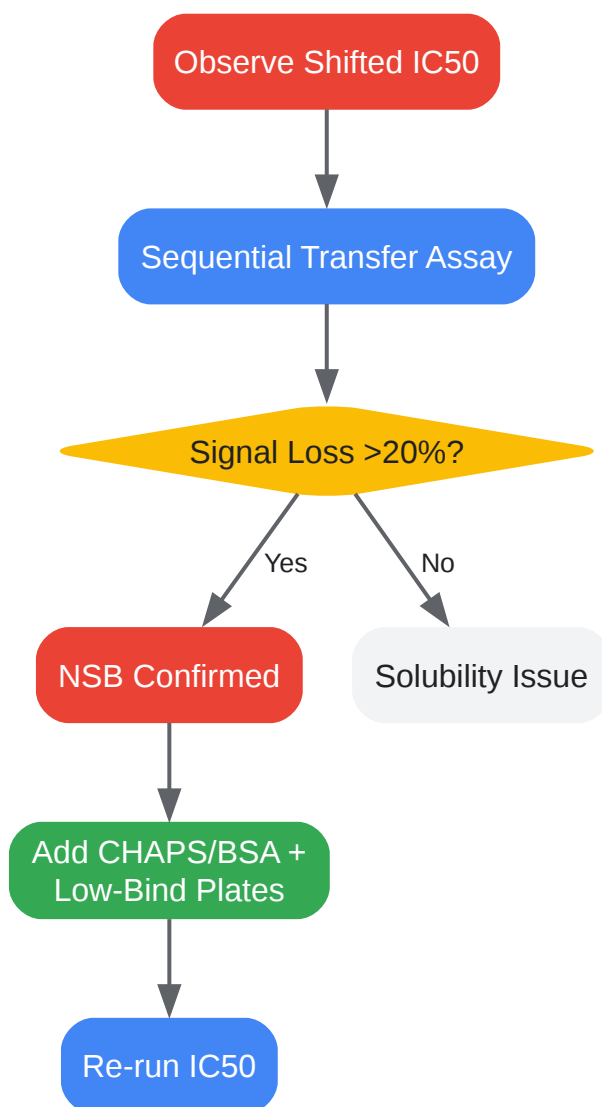 Observe Shifted IC50
Sequential Transfer Assay
Signal Loss >20%?
Yes
No
NSB Confirmed
Solubility Issue
Add CHAPS/BSA +
Low-Bind Plates
Re-run IC50